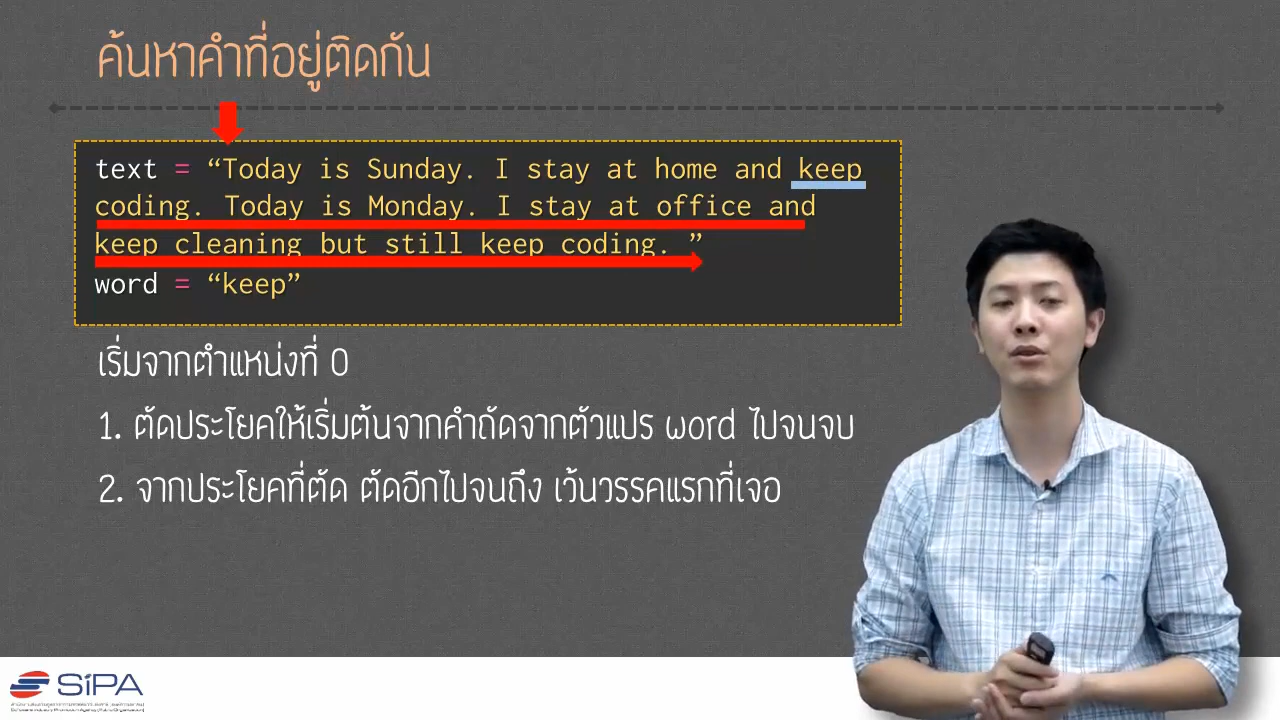 ค้นหาคำที่อยู่ติดกัน
text = “Today is Sunday. I stay at home and keep
coding. Today is Monday. I stay at office and
keep cleaning but still keep coding. ”
word = “keep”
เริ่มจากตำแหน่งที่ 0
1. ตัดประโยคให้เริ่มต้นจากคำถัดจากตัวแปร word ไปจนจบ
2. จากประโยคที่ตัด ตัดอีกไปจนถึง เว้นวรรคแรกที่เจอ
SiPA